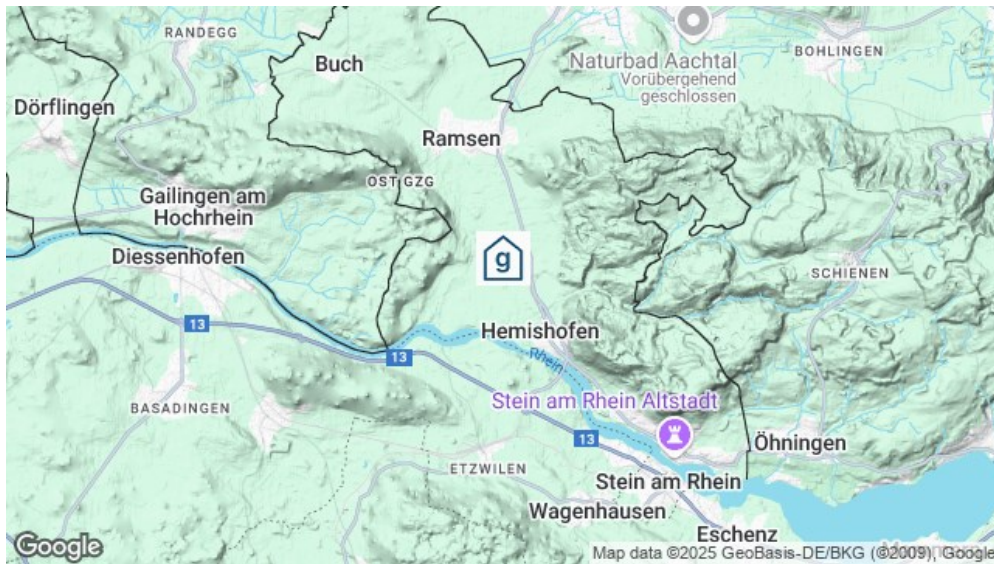 RANDEGG
Buch
Naturbad Aachtal
Vorübergehend
geschlossen
BOHLINGEN
Dörflingen
Ramsen
OST GZG
Gailingen am
Hochrhein
Diessenhofen
g
SCHIENEN
13
Hemishofen
13
Rhein
Stein am Rhein Altstadt
BASADINGEN
13
Öhningen
ETZWILEN
Stein am Rhein
Wagenhausen
Eschenz
Google
Map data ©2025 GeoBasis-DE/BKG (©2009), Google